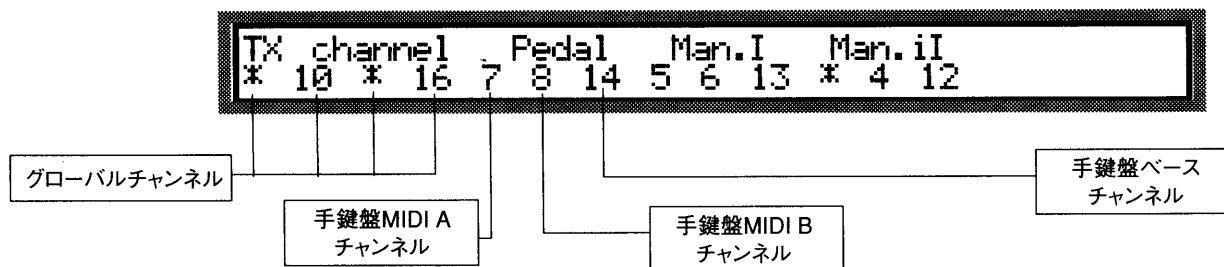 TX channel Pedal Man.I Man.iI
* 10 * 16 7 8 14 5 6 13 * 4 12
グローバルチャンネル
手鍵盤MIDI A
チャンネル
手鍵盤MIDI B
チャンネル
手鍵盤ベース
チャンネル